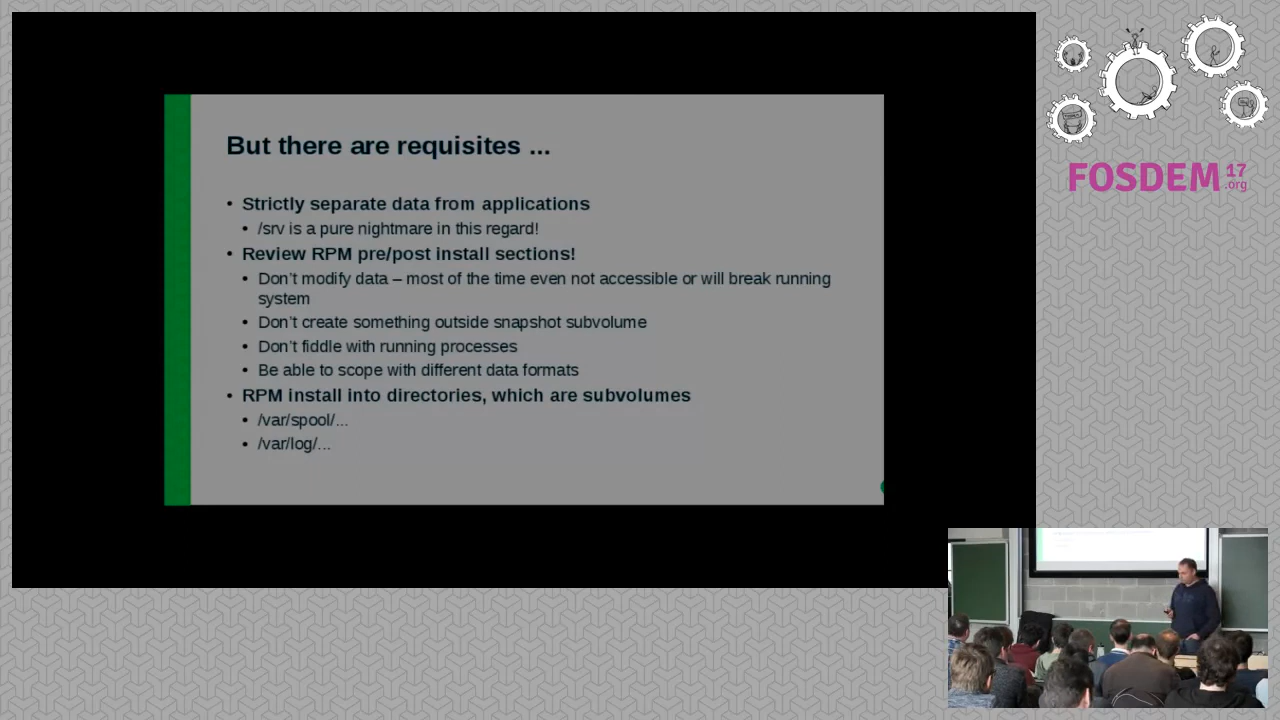 But there are requisites ...
• Strictly separate data from applications
• /srv is a pure nightmare in this regard!
• Review RPM pre/post install sections!
• Don't modify data – most of the time even not accessible or will break running
system
• Don't create something outside snapshot subvolume
• Don't fiddle with running processes
• Be able to scope with different data formats
• RPM install into directories, which are subvolumes
• /var/spool/...
• /var/log/...
FOSDEM 17
.org